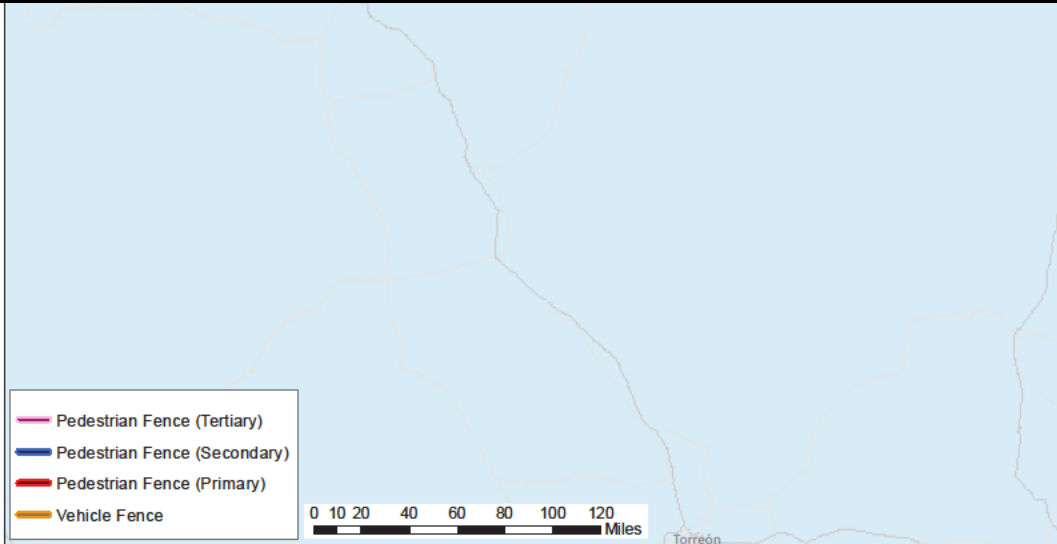 Pedestrian Fence (Tertiary)
Pedestrian Fence (Secondary)
Pedestrian Fence (Primary)
Vehicle Fence
0 10 20 40 60 80 100 120
Miles
Torreón